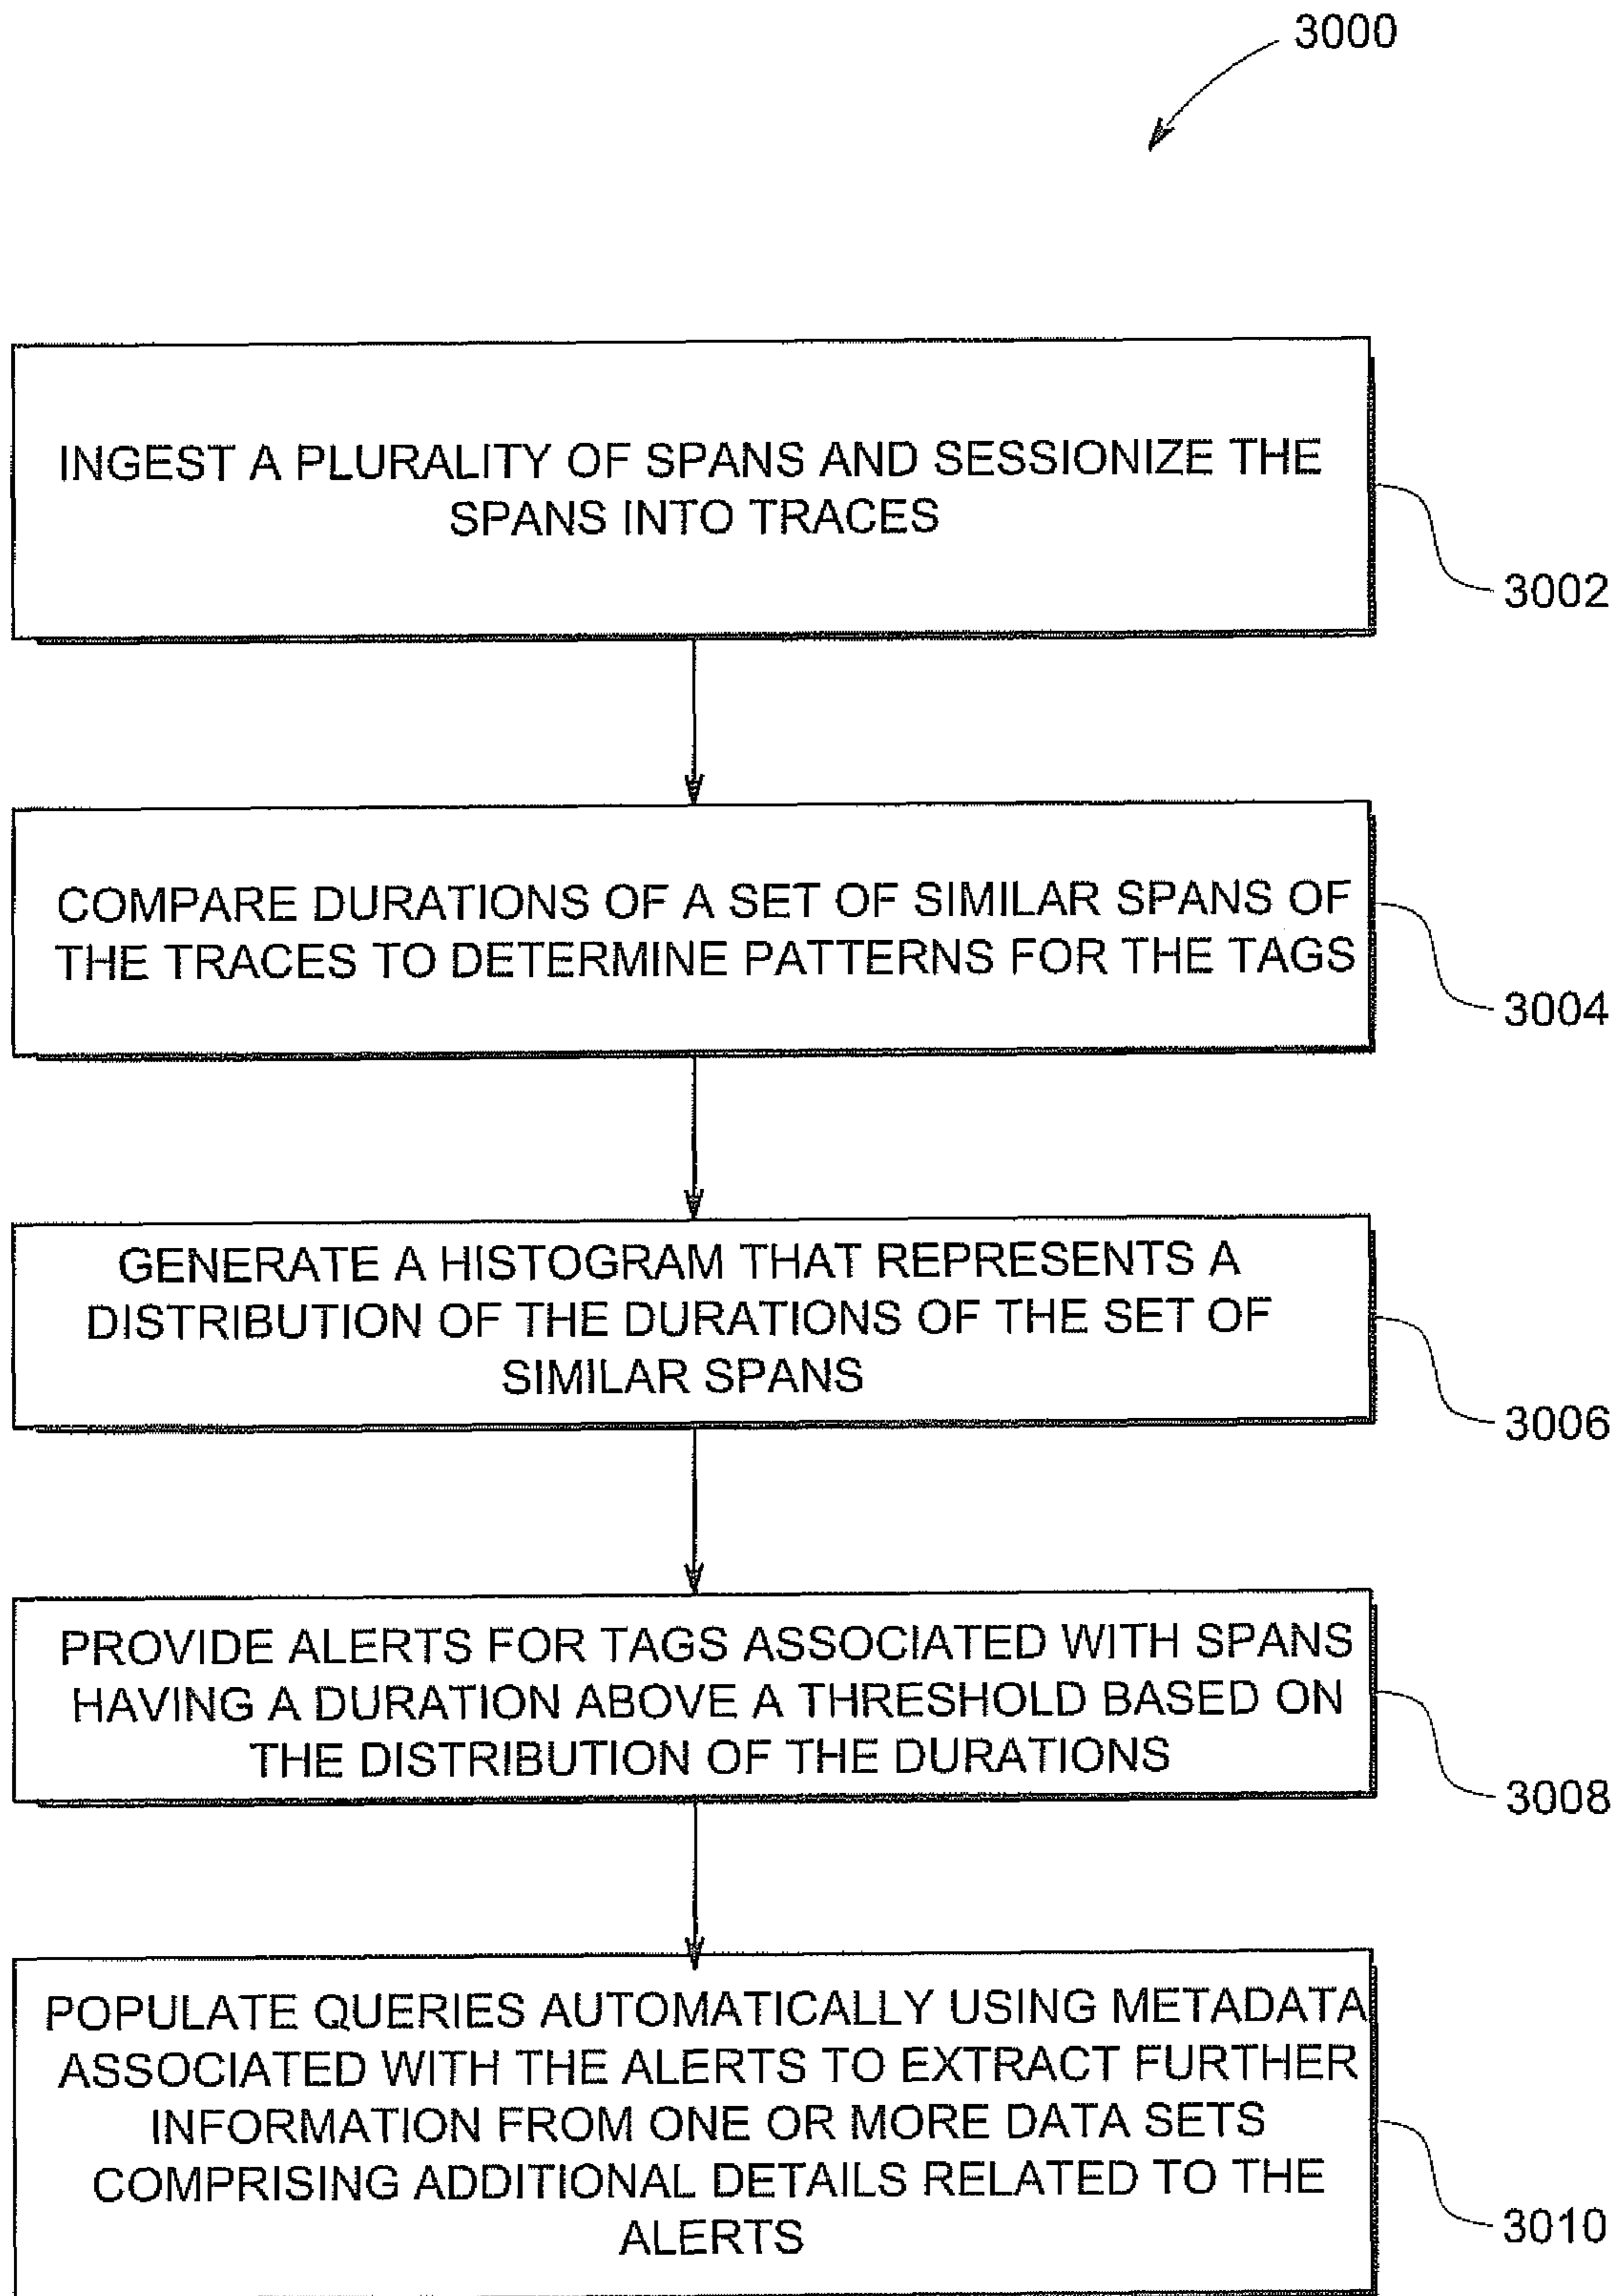 3000
INGEST A PLURALITY OF SPANS AND SESSIONIZE THE
SPANS INTO TRACES
3002
COMPARE DURATIONS OF A SET OF SIMILAR SPANS OF
THE TRACES TO DETERMINE PATTERNS FOR THE TAGS
3004
GENERATE A HISTOGRAM THAT REPRESENTS A
DISTRIBUTION OF THE DURATIONS OF THE SET OF
SIMILAR SPANS
3006
PROVIDE ALERTS FOR TAGS ASSOCIATED WITH SPANS
HAVING A DURATION ABOVE A THRESHOLD BASED ON
THE DISTRIBUTION OF THE DURATIONS
3008
POPULATE QUERIES AUTOMATICALLY USING METADATA
ASSOCIATED WITH THE ALERTS TO EXTRACT FURTHER
INFORMATION FROM ONE OR MORE DATA SETS
COMPRISING ADDITIONAL DETAILS RELATED TO THE
ALERTS
3010